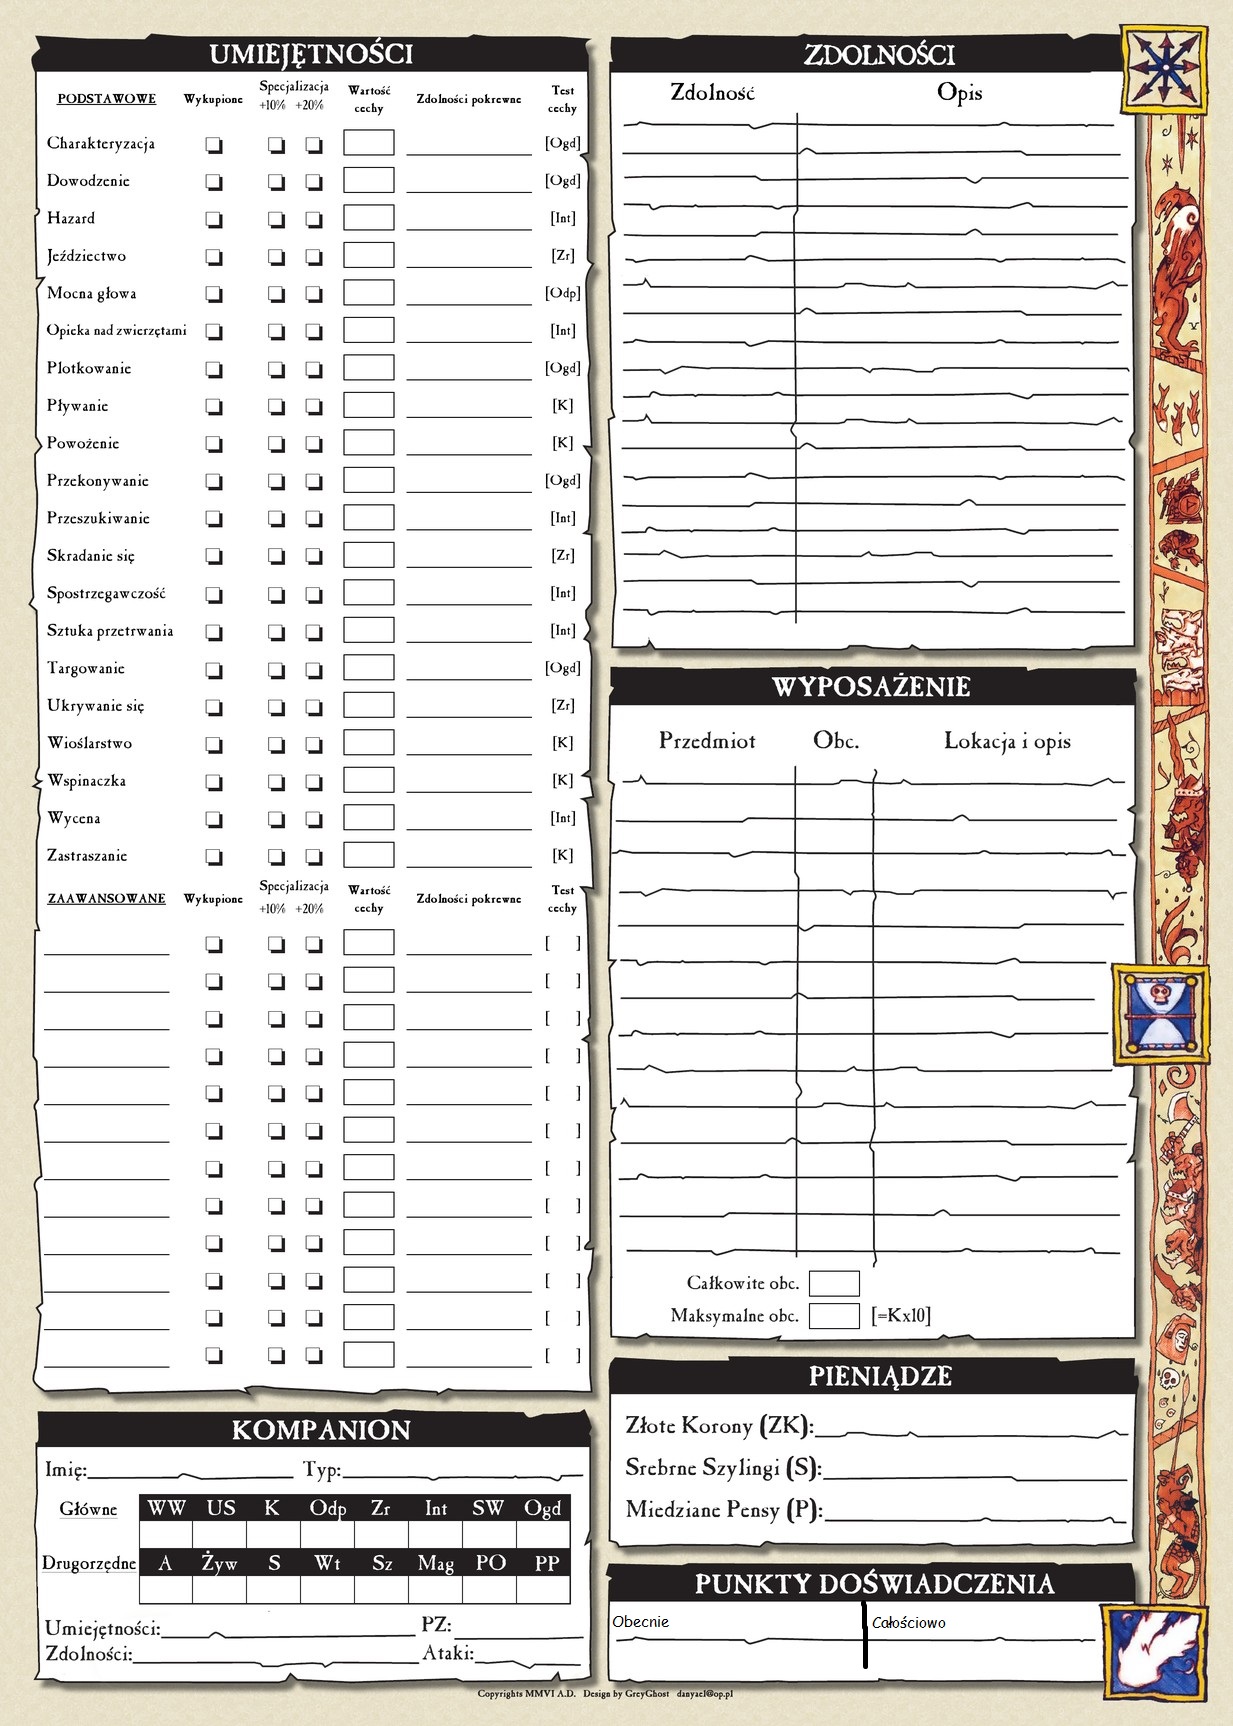 UMIEJĘTNOŚCI
PODSTAWOWE Wykupione Specjalizacja +10% +20% Wartość cechy Zdolności pokrewne Test cechy
Charakteryzacja [Ogd]
Dowodzenie [Ogd]
Hazard [Int]
Jeździectwo [Zr]
Mocna głowa [Odp]
Opieka nad zwierzętami [Int]
Plotkowanie [Ogd]
Pływanie [K]
Powożenie [K]
Przekonywanie [Ogd]
Przeszukiwanie [Int]
Skradanie się [Zr]
Spostrzegawczość [Int]
Sztuka przetrwania [Int]
Targowanie [Ogd]
Ukrywanie się [Zr]
Wioślarstwo [K]
Wspinaczka [K]
Wycena [Int]
Zastraszanie [K]
ZAAWANSOWANE Wykupione Specjalizacja +10% +20% Wartość cechy Zdolności pokrewne Test cechy
[ ]
[ ]
[ ]
[ ]
[ ]
[ ]
[ ]
[ ]
[ ]
[ ]
[ ]
[ ]
KOMPANION
Imię: Typ:
Główne WW US K Odp Zr Int SW Ogd
Drugorzędne A Żyw S Wt Sz Mag PO PP
Umiejętności: PZ:
Zdolności: Ataki:
ZDOLNOŚCI
Zdolność Opis
WYPOSAŻENIE
Przedmiot Obc. Lokacja i opis
Całkowite obc.
Maksymalne obc. [=Kx10]
PIENIĄDZE
Złote Korony (ZK):
Srebrne Szylingi (S):
Miedziane Pensy (P):
PUNKTY DOŚWIADCZENIA
Obecnie Całościowo
Copyrights MMVI A.D. Design by GreyGhost danyael@op.pl